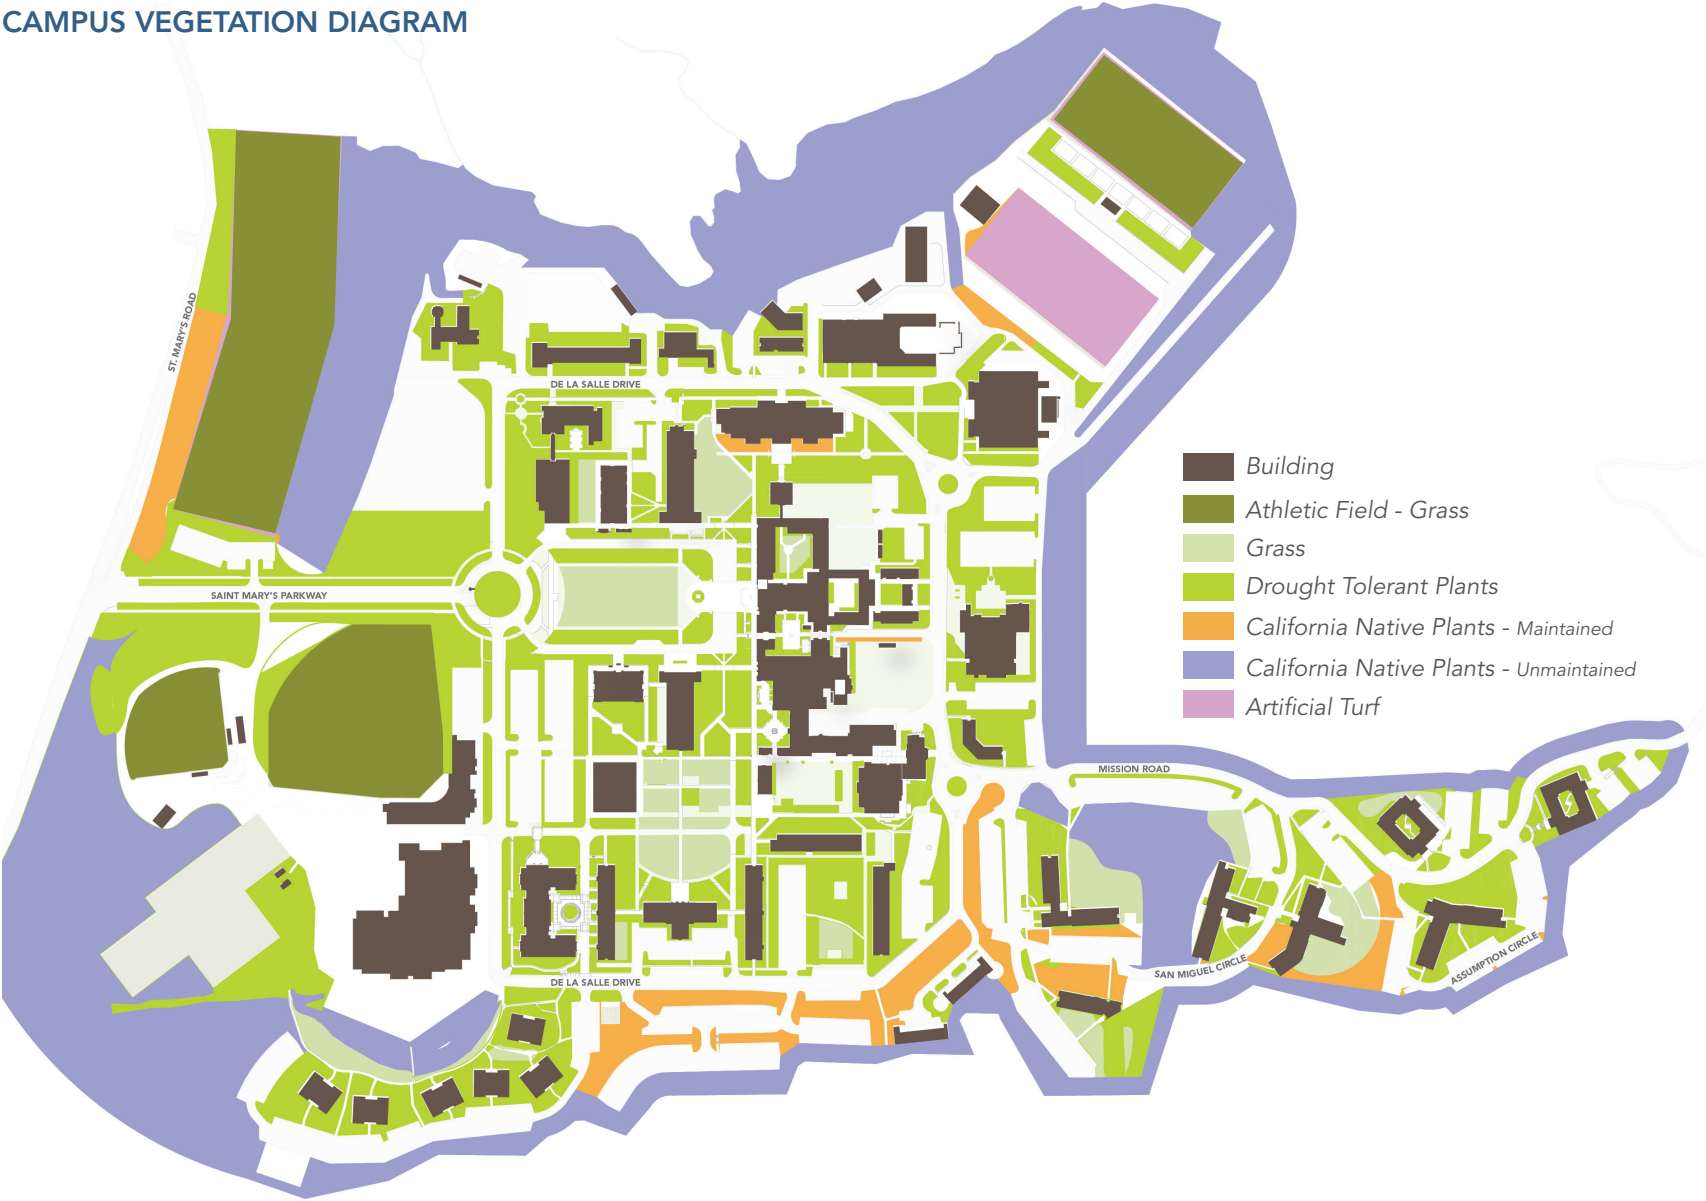 CAMPUS VEGETATION DIAGRAM
ST. MARY'S ROAD
DE LA SALLE DRIVE
Building
Athletic Field - Grass
Grass
Drought Tolerant Plants
SAINT MARY'S PARKWAY
California Native Plants - Maintained
California Native Plants - Unmaintained
Artificial Turf
MISSION ROAD
ASSUMPTION CIRCLE
SAN MIGUEL CIRCLE
DE LA SALLE DRIVE